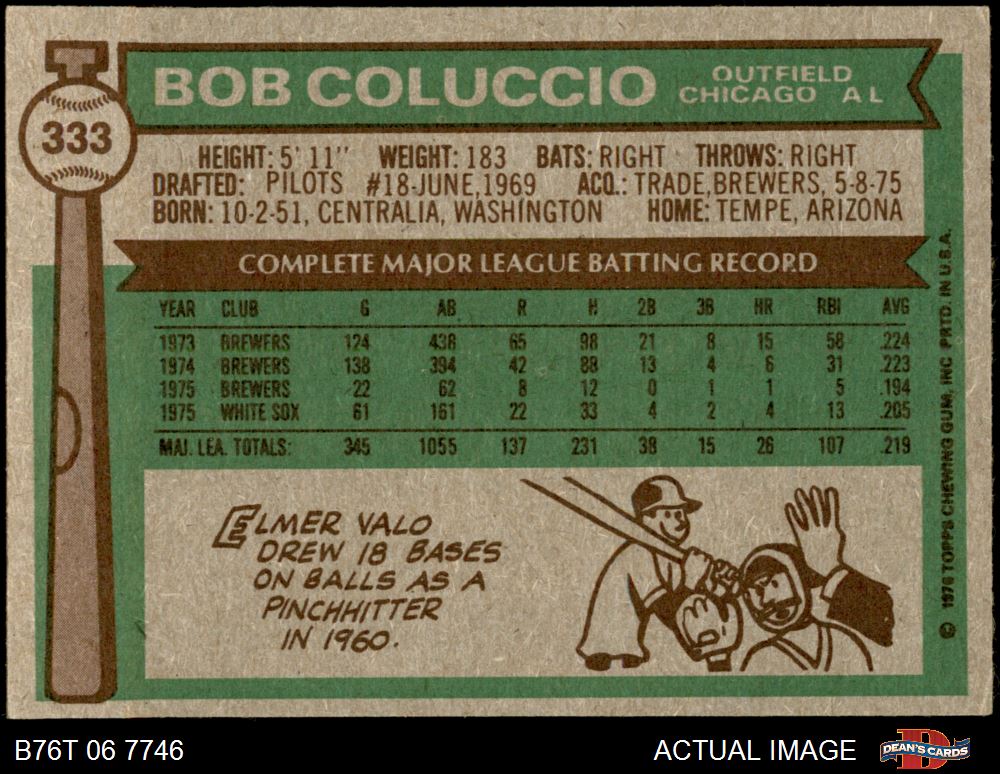 333
BOB COLUCCIO
OUTFIELD
CHICAGO A L
HEIGHT: 5' 11" WEIGHT: 183 BATS: RIGHT THROWS: RIGHT
DRAFTED: PILOTS #18-JUNE, 1969 ACQ.: TRADE, BREWERS, 5-8-75
BORN: 10-2-51, CENTRALIA, WASHINGTON HOME: TEMPE, ARIZONA
COMPLETE MAJOR LEAGUE BATTING RECORD
YEAR CLUB G AB R H 2B 3B HR RBI AVG
1973 BREWERS 124 438 65 98 21 8 15 58 .224
1974 BREWERS 138 394 42 88 13 4 6 31 .223
1975 BREWERS 22 62 8 12 0 1 1 5 .194
1975 WHITE SOX 61 161 22 33 4 2 4 13 .205
MAJ. LEA. TOTALS: 345 1055 137 231 38 15 26 107 .219
ELMER VALO
DREW 18 BASES
ON BALLS AS A
PINCHHITTER
IN 1960.
© 1976 TOPPS CHEWING GUM, INC. PRTD. IN U.S.A.
B76T 06 7746
ACTUAL IMAGE
DEAN'S CARDS